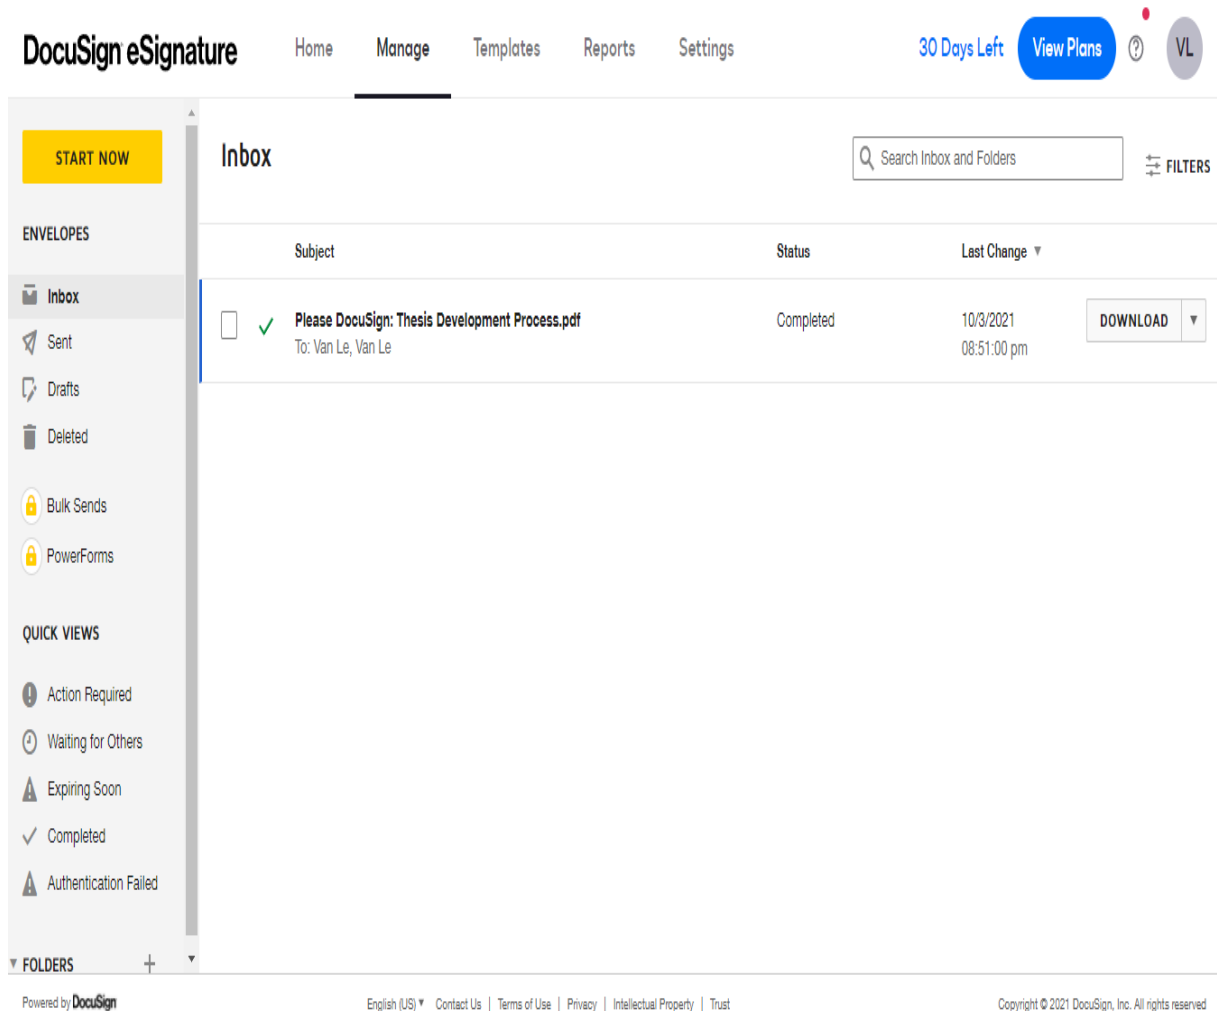 DocuSign eSignature Home Manage Templates Reports Settings 30 Days Left View Plans VL
START NOW
ENVELOPES
Inbox
Sent
Drafts
Deleted
Bulk Sends
PowerForms
QUICK VIEWS
Action Required
Waiting for Others
Expiring Soon
Completed
Authentication Failed
FOLDERS
Inbox Search Inbox and Folders FILTERS
Subject Status Last Change
Please DocuSign: Thesis Development Process.pdf Completed 10/3/2021 DOWNLOAD
To: Van Le, Van Le 08:51:00 pm
Powered by DocuSign English (US) Contact Us | Terms of Use | Privacy | Intellectual Property | Trust Copyright © 2021 DocuSign, Inc. All rights reserved